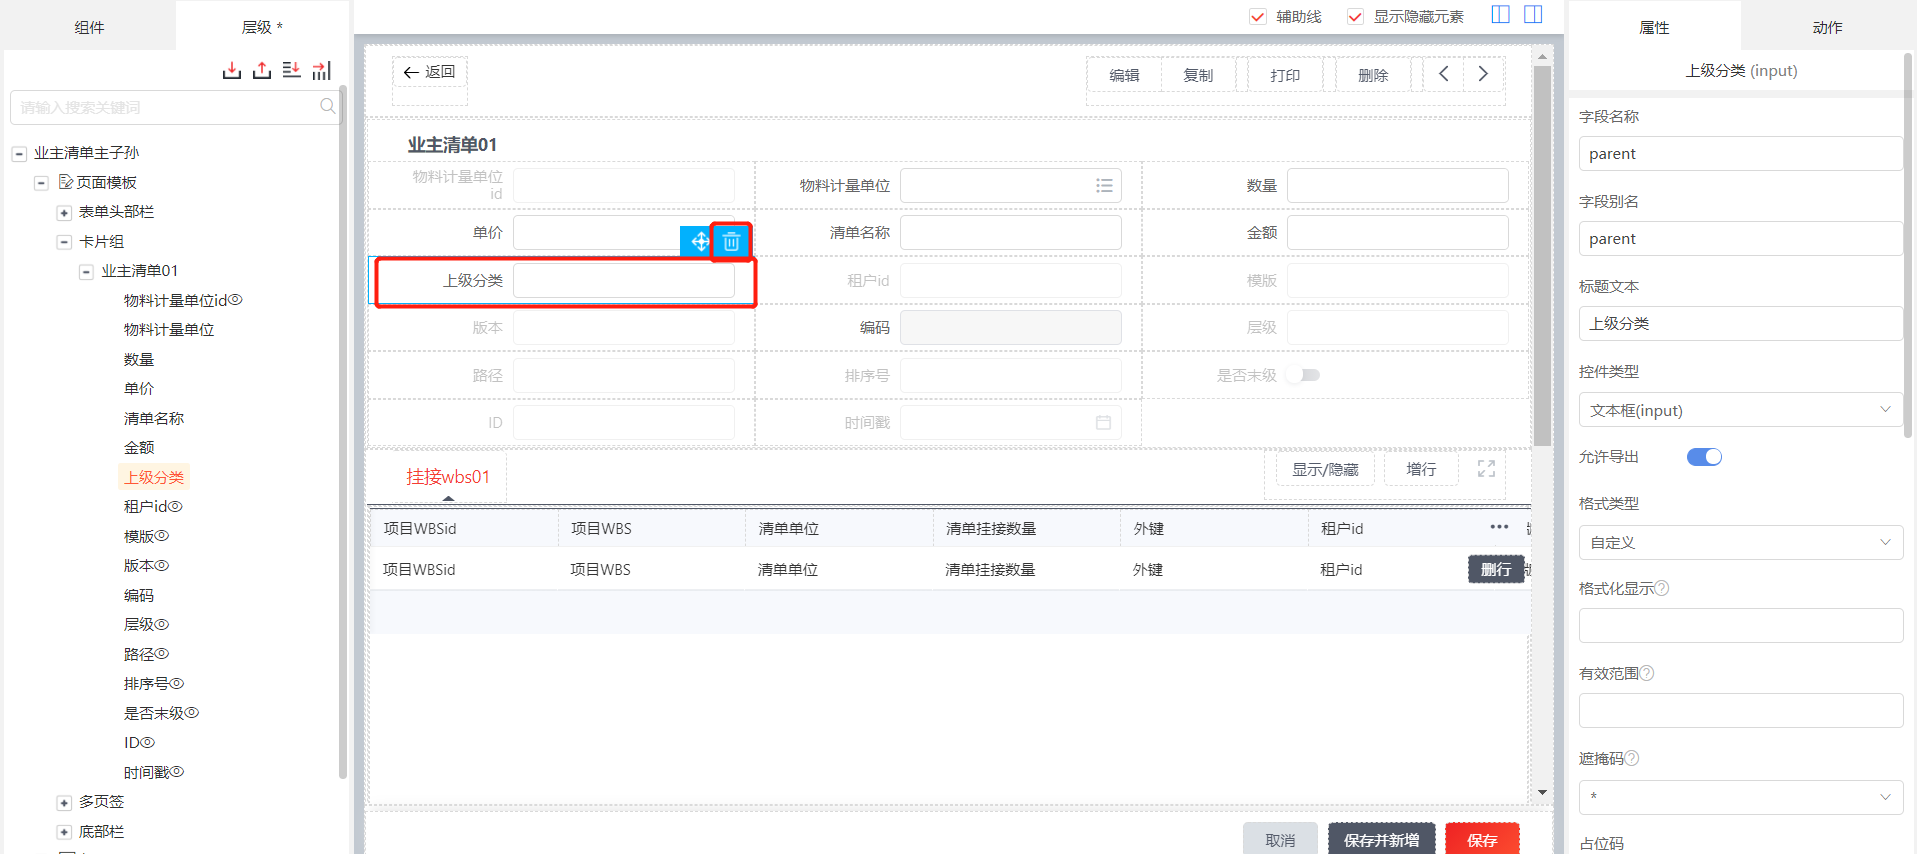 组件
层级 *
请输入搜索关键词
业主清单主子孙
页面模板
表单头部栏
卡片组
业主清单01
物料计量单位id
物料计量单位
数量
单价
清单名称
金额
上级分类
租户id
模版
版本
编码
层级
路径
排序号
是否末级
ID
时间戳
多页签
底部栏
辅助线
显示隐藏元素
返回
编辑
复制
打印
删除
业主清单01
物料计量单位
id
物料计量单位
数量
单价
清单名称
金额
上级分类
租户id
模版
版本
编码
层级
路径
排序号
是否末级
ID
时间戳
挂接wbs01
显示/隐藏
增行
项目WBSid 项目WBS 清单单位 清单挂接数量 外键 租户id
项目WBSid 项目WBS 清单单位 清单挂接数量 外键 租户id 删行
取消
保存并新增
保存
属性
动作
上级分类 (input)
字段名称
parent
字段别名
parent
标题文本
上级分类
控件类型
文本框(input)
允许导出
格式类型
自定义
格式化显示
有效范围
遮掩码
*
占位码